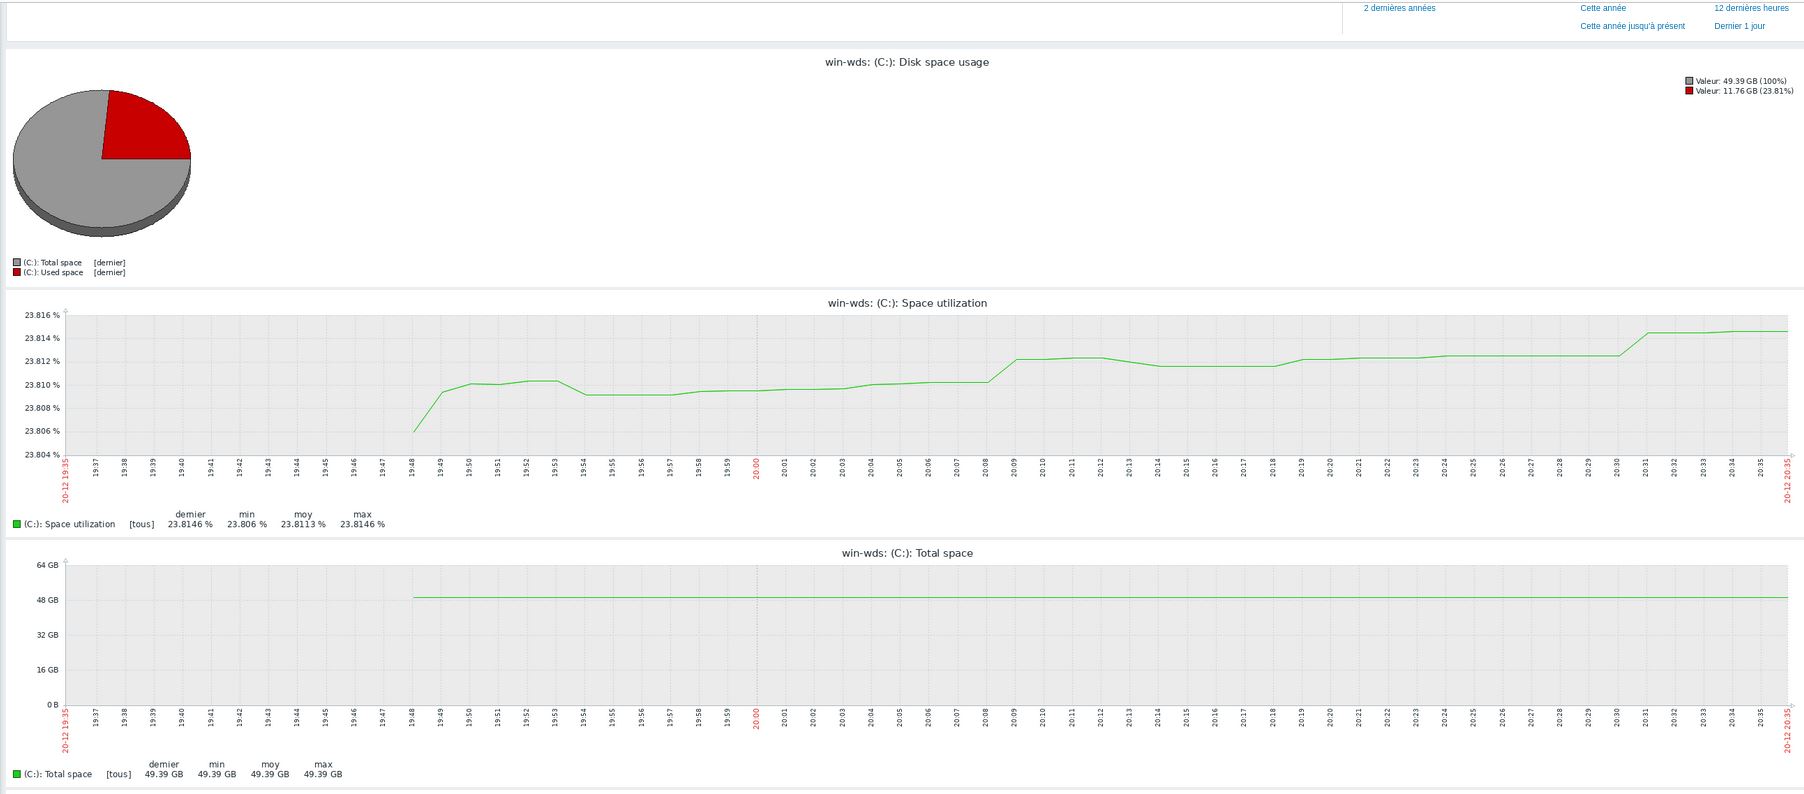 2 dernières années Cette année 12 dernières heures
Cette année jusqu'à présent Dernier 1 jour
win-wds: (C:): Disk space usage
Valeur: 49.39 GB (100%)
Valeur: 11.76 GB (23.81%)
(C:): Total space [dernier]
(C:): Used space [dernier]
win-wds: (C:): Space utilization
23.816 %
23.814 %
23.812 %
23.810 %
23.808 %
23.806 %
23.804 %
20-12 19:35 19:37 19:38 19:39 19:40 19:41 19:42 19:43 19:44 19:45 19:46 19:47 19:48 19:49 19:50 19:51 19:52 19:53 19:54 19:55 19:56 19:57 19:58 19:59 20:00 20:01 20:02 20:03 20:04 20:05 20:06 20:07 20:08 20:09 20:10 20:11 20:12 20:13 20:14 20:15 20:16 20:17 20:18 20:19 20:20 20:21 20:22 20:23 20:24 20:25 20:26 20:27 20:28 20:29 20:30 20:31 20:32 20:33 20:34 20:35 20-12 20:35
dernier min moy max
(C:): Space utilization [tous] 23.8146 % 23.806 % 23.8113 % 23.8146 %
win-wds: (C:): Total space
64 GB
48 GB
32 GB
16 GB
0 B
20-12 19:35 19:37 19:38 19:39 19:40 19:41 19:42 19:43 19:44 19:45 19:46 19:47 19:48 19:49 19:50 19:51 19:52 19:53 19:54 19:55 19:56 19:57 19:58 19:59 20:00 20:01 20:02 20:03 20:04 20:05 20:06 20:07 20:08 20:09 20:10 20:11 20:12 20:13 20:14 20:15 20:16 20:17 20:18 20:19 20:20 20:21 20:22 20:23 20:24 20:25 20:26 20:27 20:28 20:29 20:30 20:31 20:32 20:33 20:34 20:35 20-12 20:35
dernier min moy max
(C:): Total space [tous] 49.39 GB 49.39 GB 49.39 GB 49.39 GB